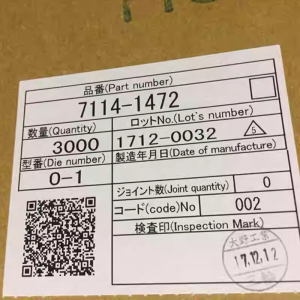 品番(Part number)
7114-1472
数量(Quantity)
ロットNo.(Lot's number)
3000
1712-0032
5
型番(Die number)
製造年月日(Date of manufacture)
0-1
ジョイント数(Joint quantity)
0
コード(code)No
002
検査印(Inspection Mark)
17.12.12